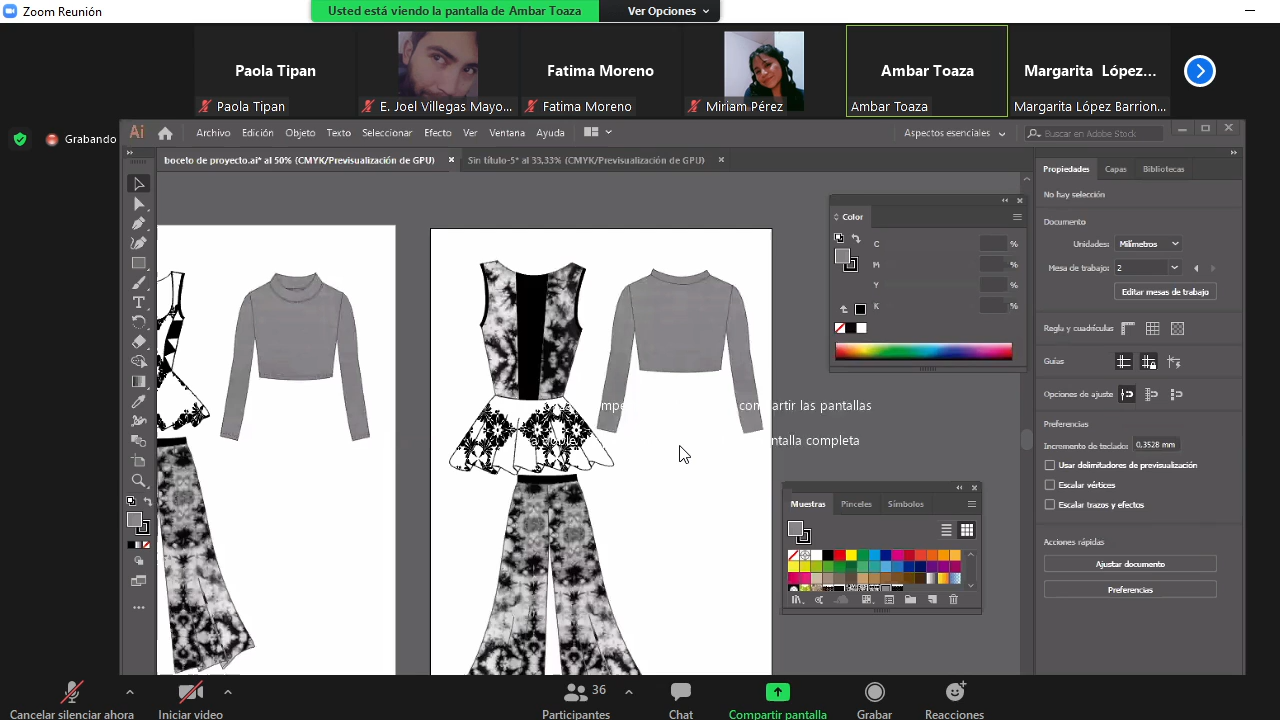 Zoom Reunión
Usted está viendo la pantalla de Ambar Toaza
Ver Opciones
Paola Tipan
Fatima Moreno
Ambar Toaza
Margarita López...
Paola Tipan
E. Joel Villegas Mayo...
Fatima Moreno
Miriam Pérez
Ambar Toaza
Margarita López Barrion...
Grabando
Ai
Archivo
Edición
Objeto
Texto
Seleccionar
Efecto
Ver
Ventana
Ayuda
Aspectos esenciales
Buscar en Adobe Stock
bocelo de proyecto.ai* al 50% (CMYK/Previsualización de GPU)
Sin título-5* al 33,33% (CMYK/Previsualización de GPU)
Propiedades
Capas
Bibliotecas
No hay selección
Documento
Unidades:
Milímetros
Mesa de trabajo:
2
Editar mesas de trabajo
Regla y cuadrículas
Guías
Opciones de ajuste
Preferencias
Incremento de teclado:
0,3528 mm
Usar delimitadores de previsualización
Escalar vértices
Escalar trazos y efectos
Acciones rápidas
Ajustar documento
Preferencias
Color
C
%
M
%
Y
%
K
%
compartir las pantallas
pantalla completa
Muestras
Pinceles
Símbolos
Cancelar silenciar ahora
Iniciar video
36
Participantes
Chat
Compartir pantalla
Grabar
Reacciones